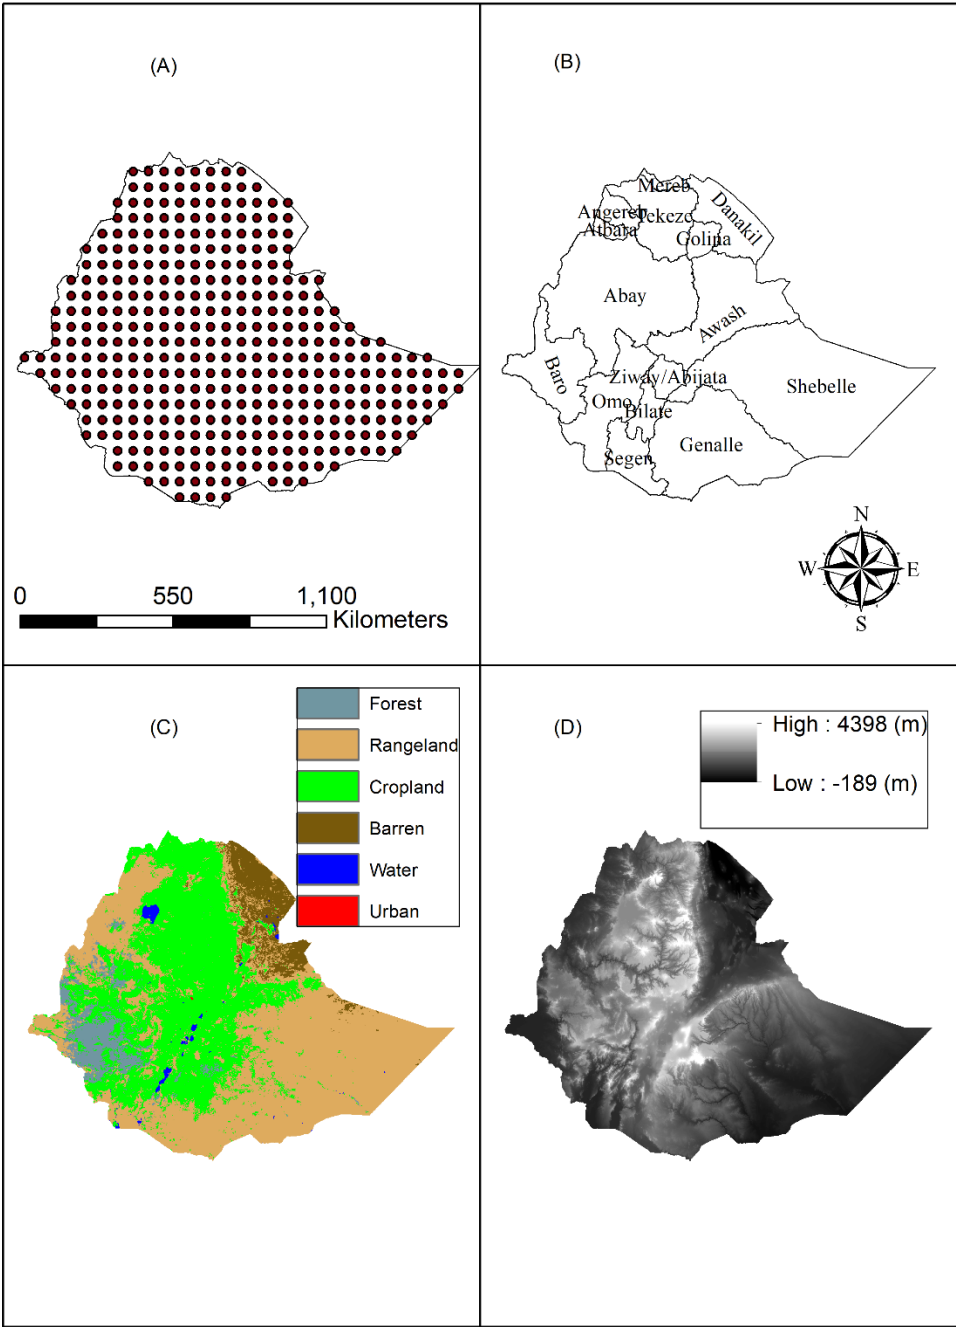 (A)
0 550 1,100
Kilometers
(B)
Mereb
Danakil
Angereb
Tekeze
Atbara
Golina
Abay
Awash
Baro
Ziway/Abijata
Shebelle
Omo
Bilate
Genalle
Segen
N
W E
S
(C)
Forest
Rangeland
Cropland
Barren
Water
Urban
(D)
High : 4398 (m)
Low : -189 (m)